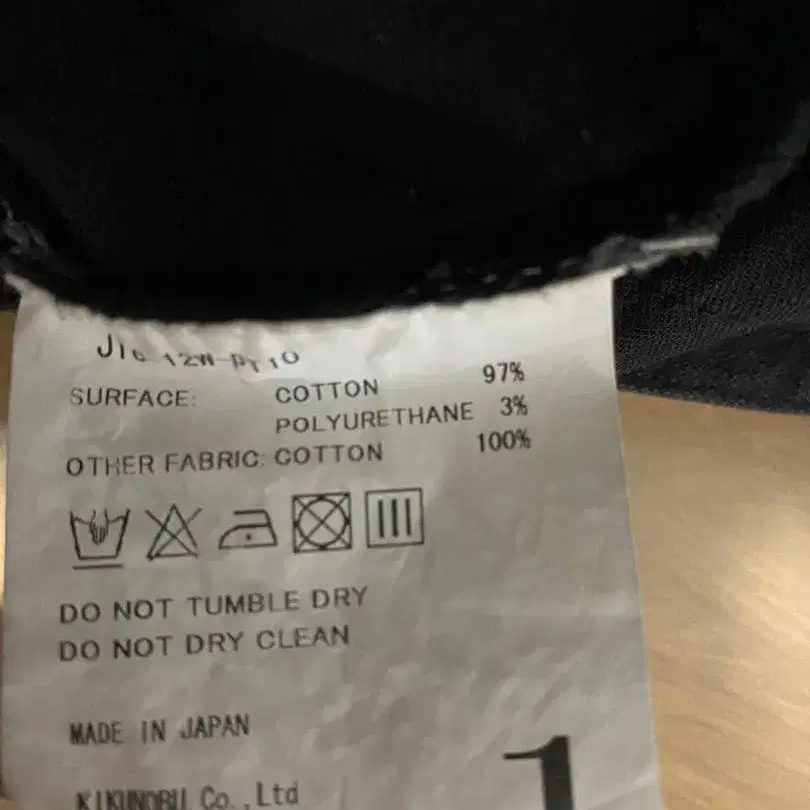 SURFACE: COTTON 97%
POLYURETHANE 3%
OTHER FABRIC: COTTON 100%
DO NOT TUMBLE DRY
DO NOT DRY CLEAN
MADE IN JAPAN
KIKUNOBU Co.,Ltd
1